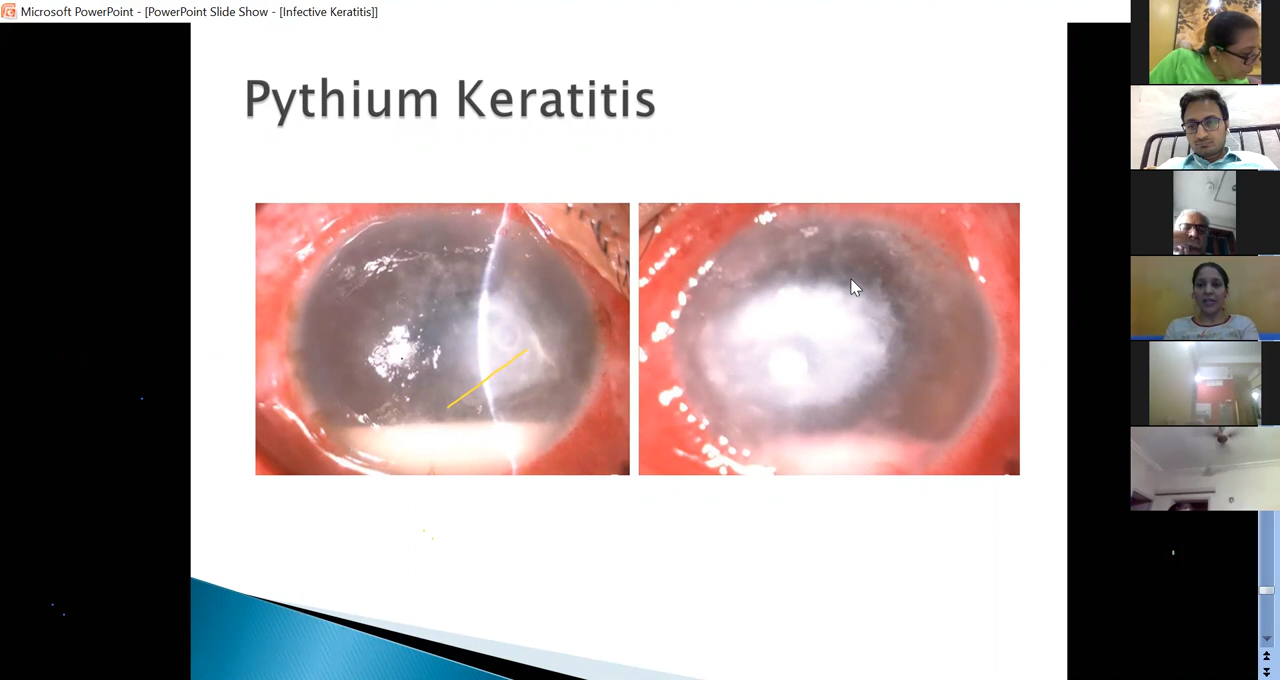 Microsoft PowerPoint - [PowerPoint Slide Show - [Infective Keratitis]]
Pythium Keratitis